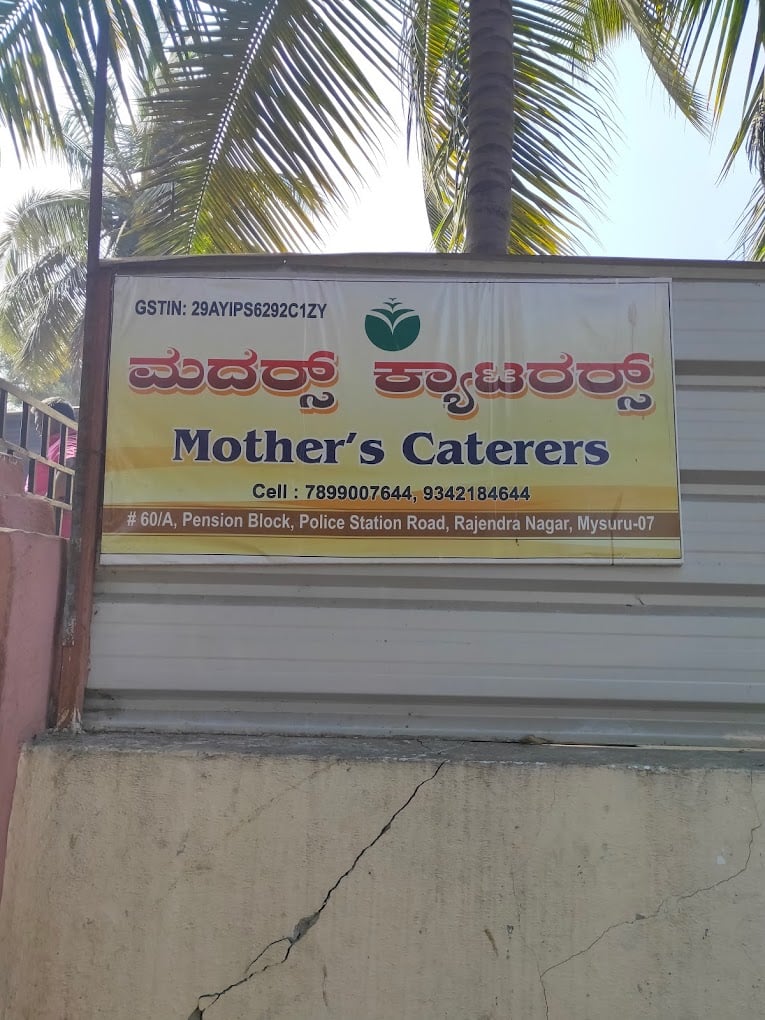 GSTIN: 29AYIPS6292C1ZY
ಮದರ್ಸ್ ಕ್ಯಾಟರರ್ಸ್
Mother's Caterers
Cell : 7899007644, 9342184644
# 60/A, Pension Block, Police Station Road, Rajendra Nagar, Mysuru-07